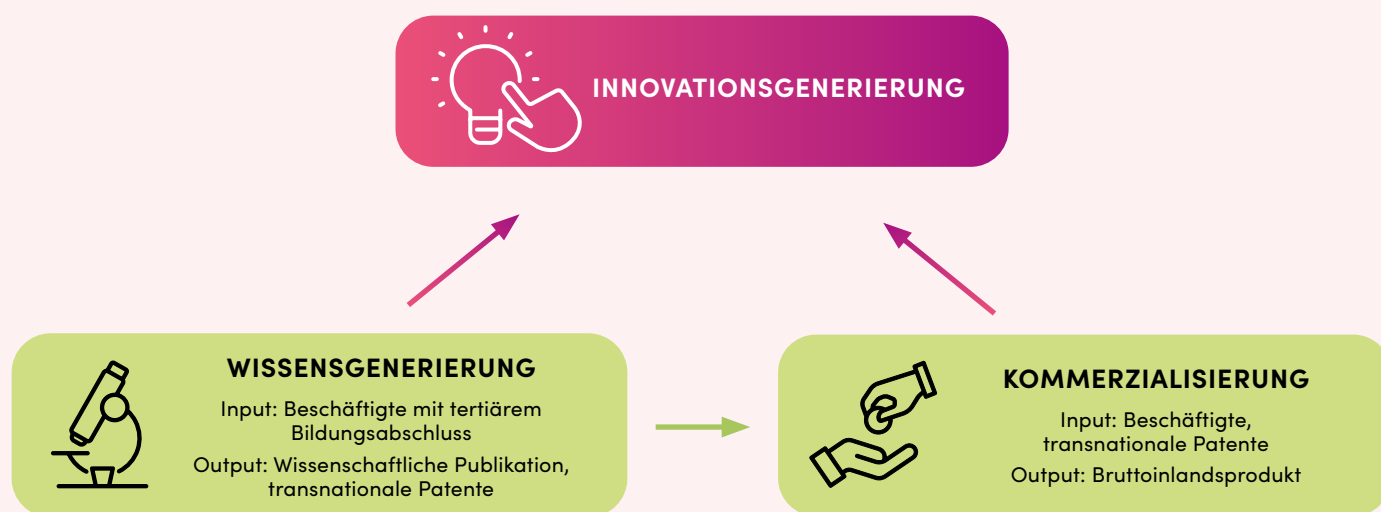 INNOVATIONSGENERIERUNG
WISSENSGENERIERUNG
Input: Beschäftigte mit tertiärem
Bildungsabschluss
Output: Wissenschaftliche Publikation,
transnationale Patente
KOMMERZIALISIERUNG
Input: Beschäftigte,
transnationale Patente
Output: Bruttoinlandsprodukt